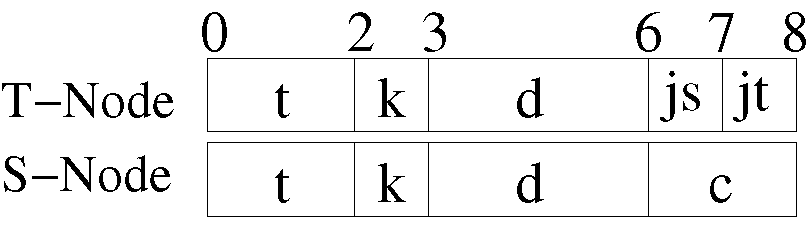 0 2 3 6 7 8
T–Node t k d js jt
S–Node t k d c